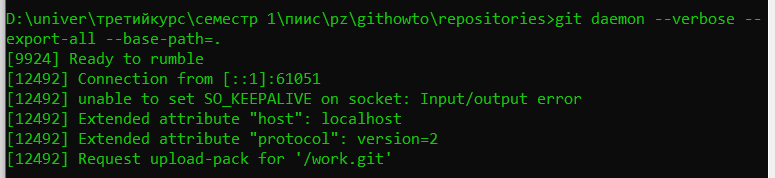 D:\univer\третийкурс\семестр 1\пиис\pz\githowto\repositories>git daemon --verbose --
export-all --base-path=.
[9924] Ready to rumble
[12492] Connection from [::1]:61051
[12492] unable to set SO_KEEPALIVE on socket: Input/output error
[12492] Extended attribute "host": localhost
[12492] Extended attribute "protocol": version=2
[12492] Request upload-pack for '/work.git'